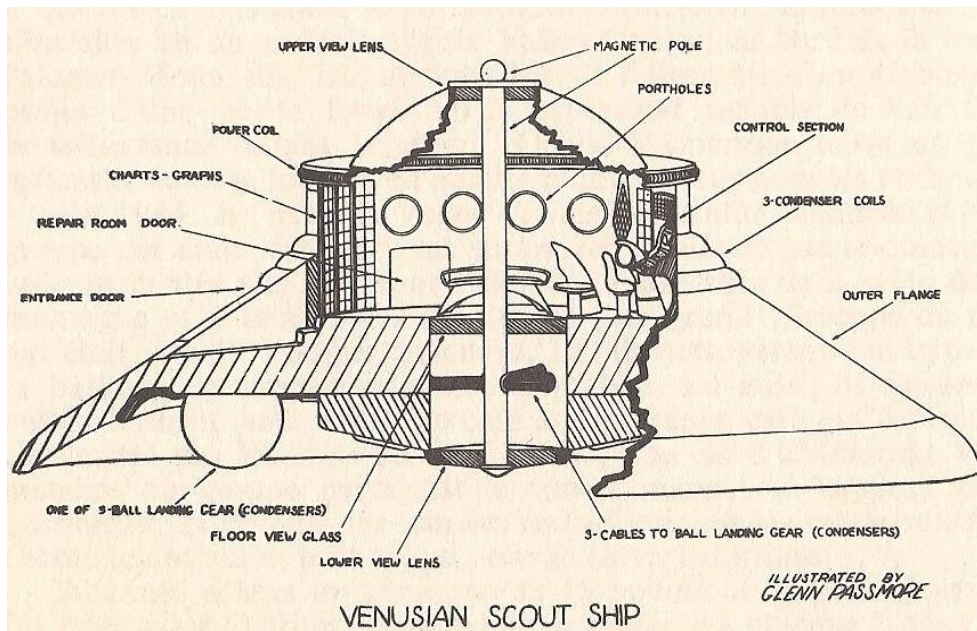 UPPER VIEW LENS
MAGNETIC POLE
PORTHOLES
POWER COIL
CONTROL SECTION
CHARTS - GRAPHS
3-CONDENSER COILS
REPAIR ROOM DOOR
ENTRANCE DOOR
OUTER FLANGE
ONE OF 3-BALL LANDING GEAR (CONDENSERS)
FLOOR VIEW GLASS
3-CABLES TO BALL LANDING GEAR (CONDENSERS)
LOWER VIEW LENS
ILLUSTRATED BY
GLENN PASSMORE
VENUSIAN SCOUT SHIP